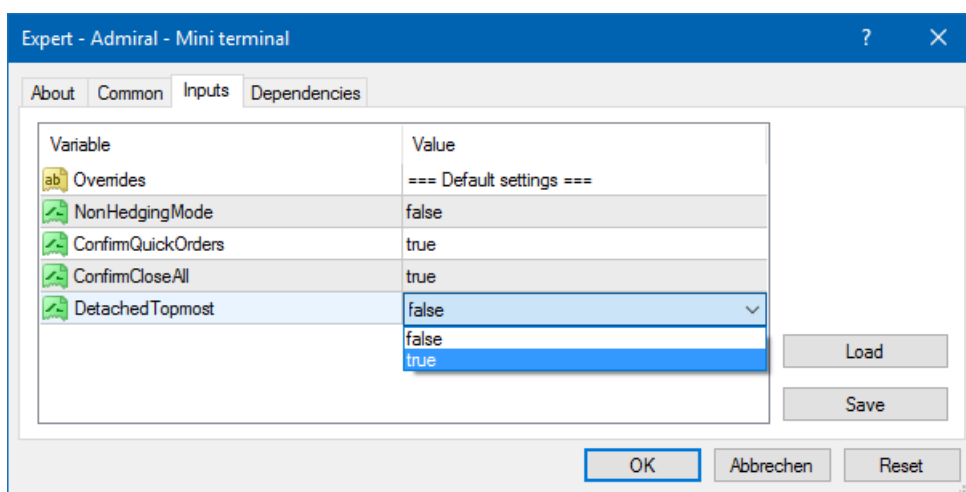 Expert - Admiral - Mini terminal ?
About Common Inputs Dependencies
Variable Value
ab Overrides === Default settings ===
NonHedgingMode false
ConfirmQuickOrders true
ConfirmCloseAll true
DetachedTopmost false
false
true
Load
Save
OK Abbrechen Reset